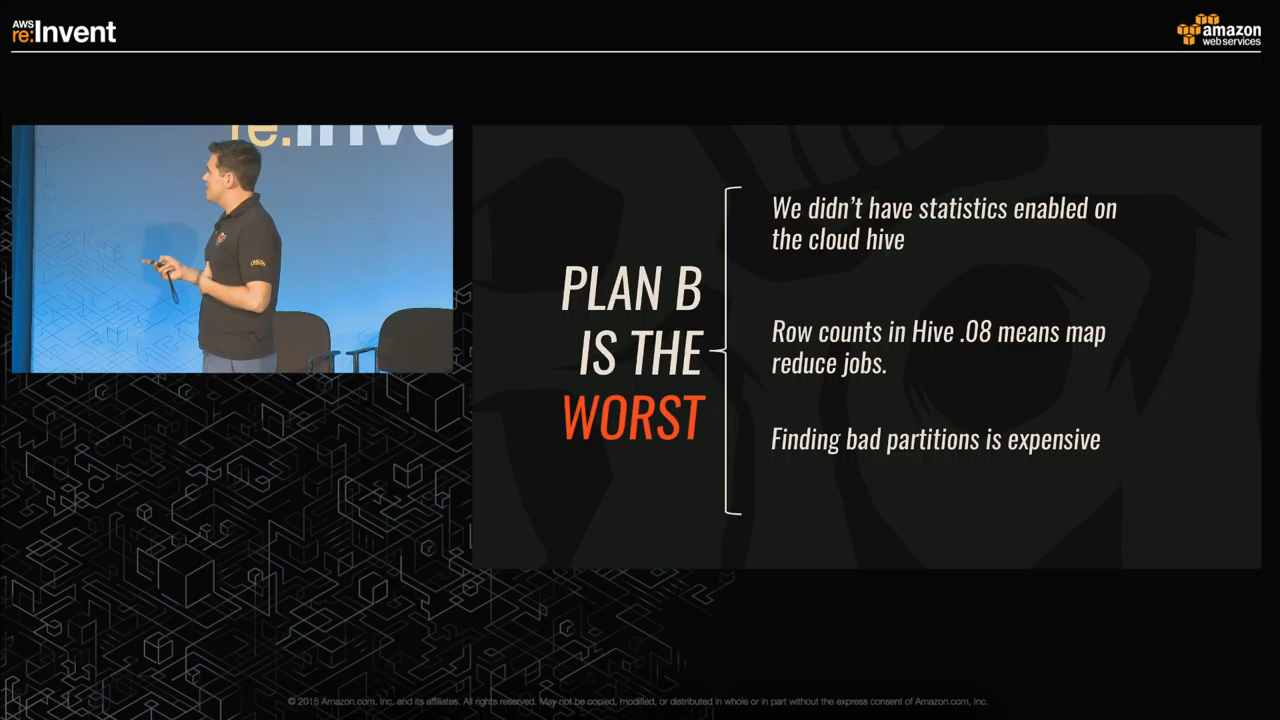 AWS
re:Invent
amazon
webservices
re:Inve
PLAN B
IS THE
WORST
We didn’t have statistics enabled on
the cloud hive
Row counts in Hive .08 means map
reduce jobs.
Finding bad partitions is expensive
© 2015 Amazon.com, Inc. and its affiliates. All rights reserved. May not be copied, modified, or distributed in whole or in part without the express consent of Amazon.com, Inc.